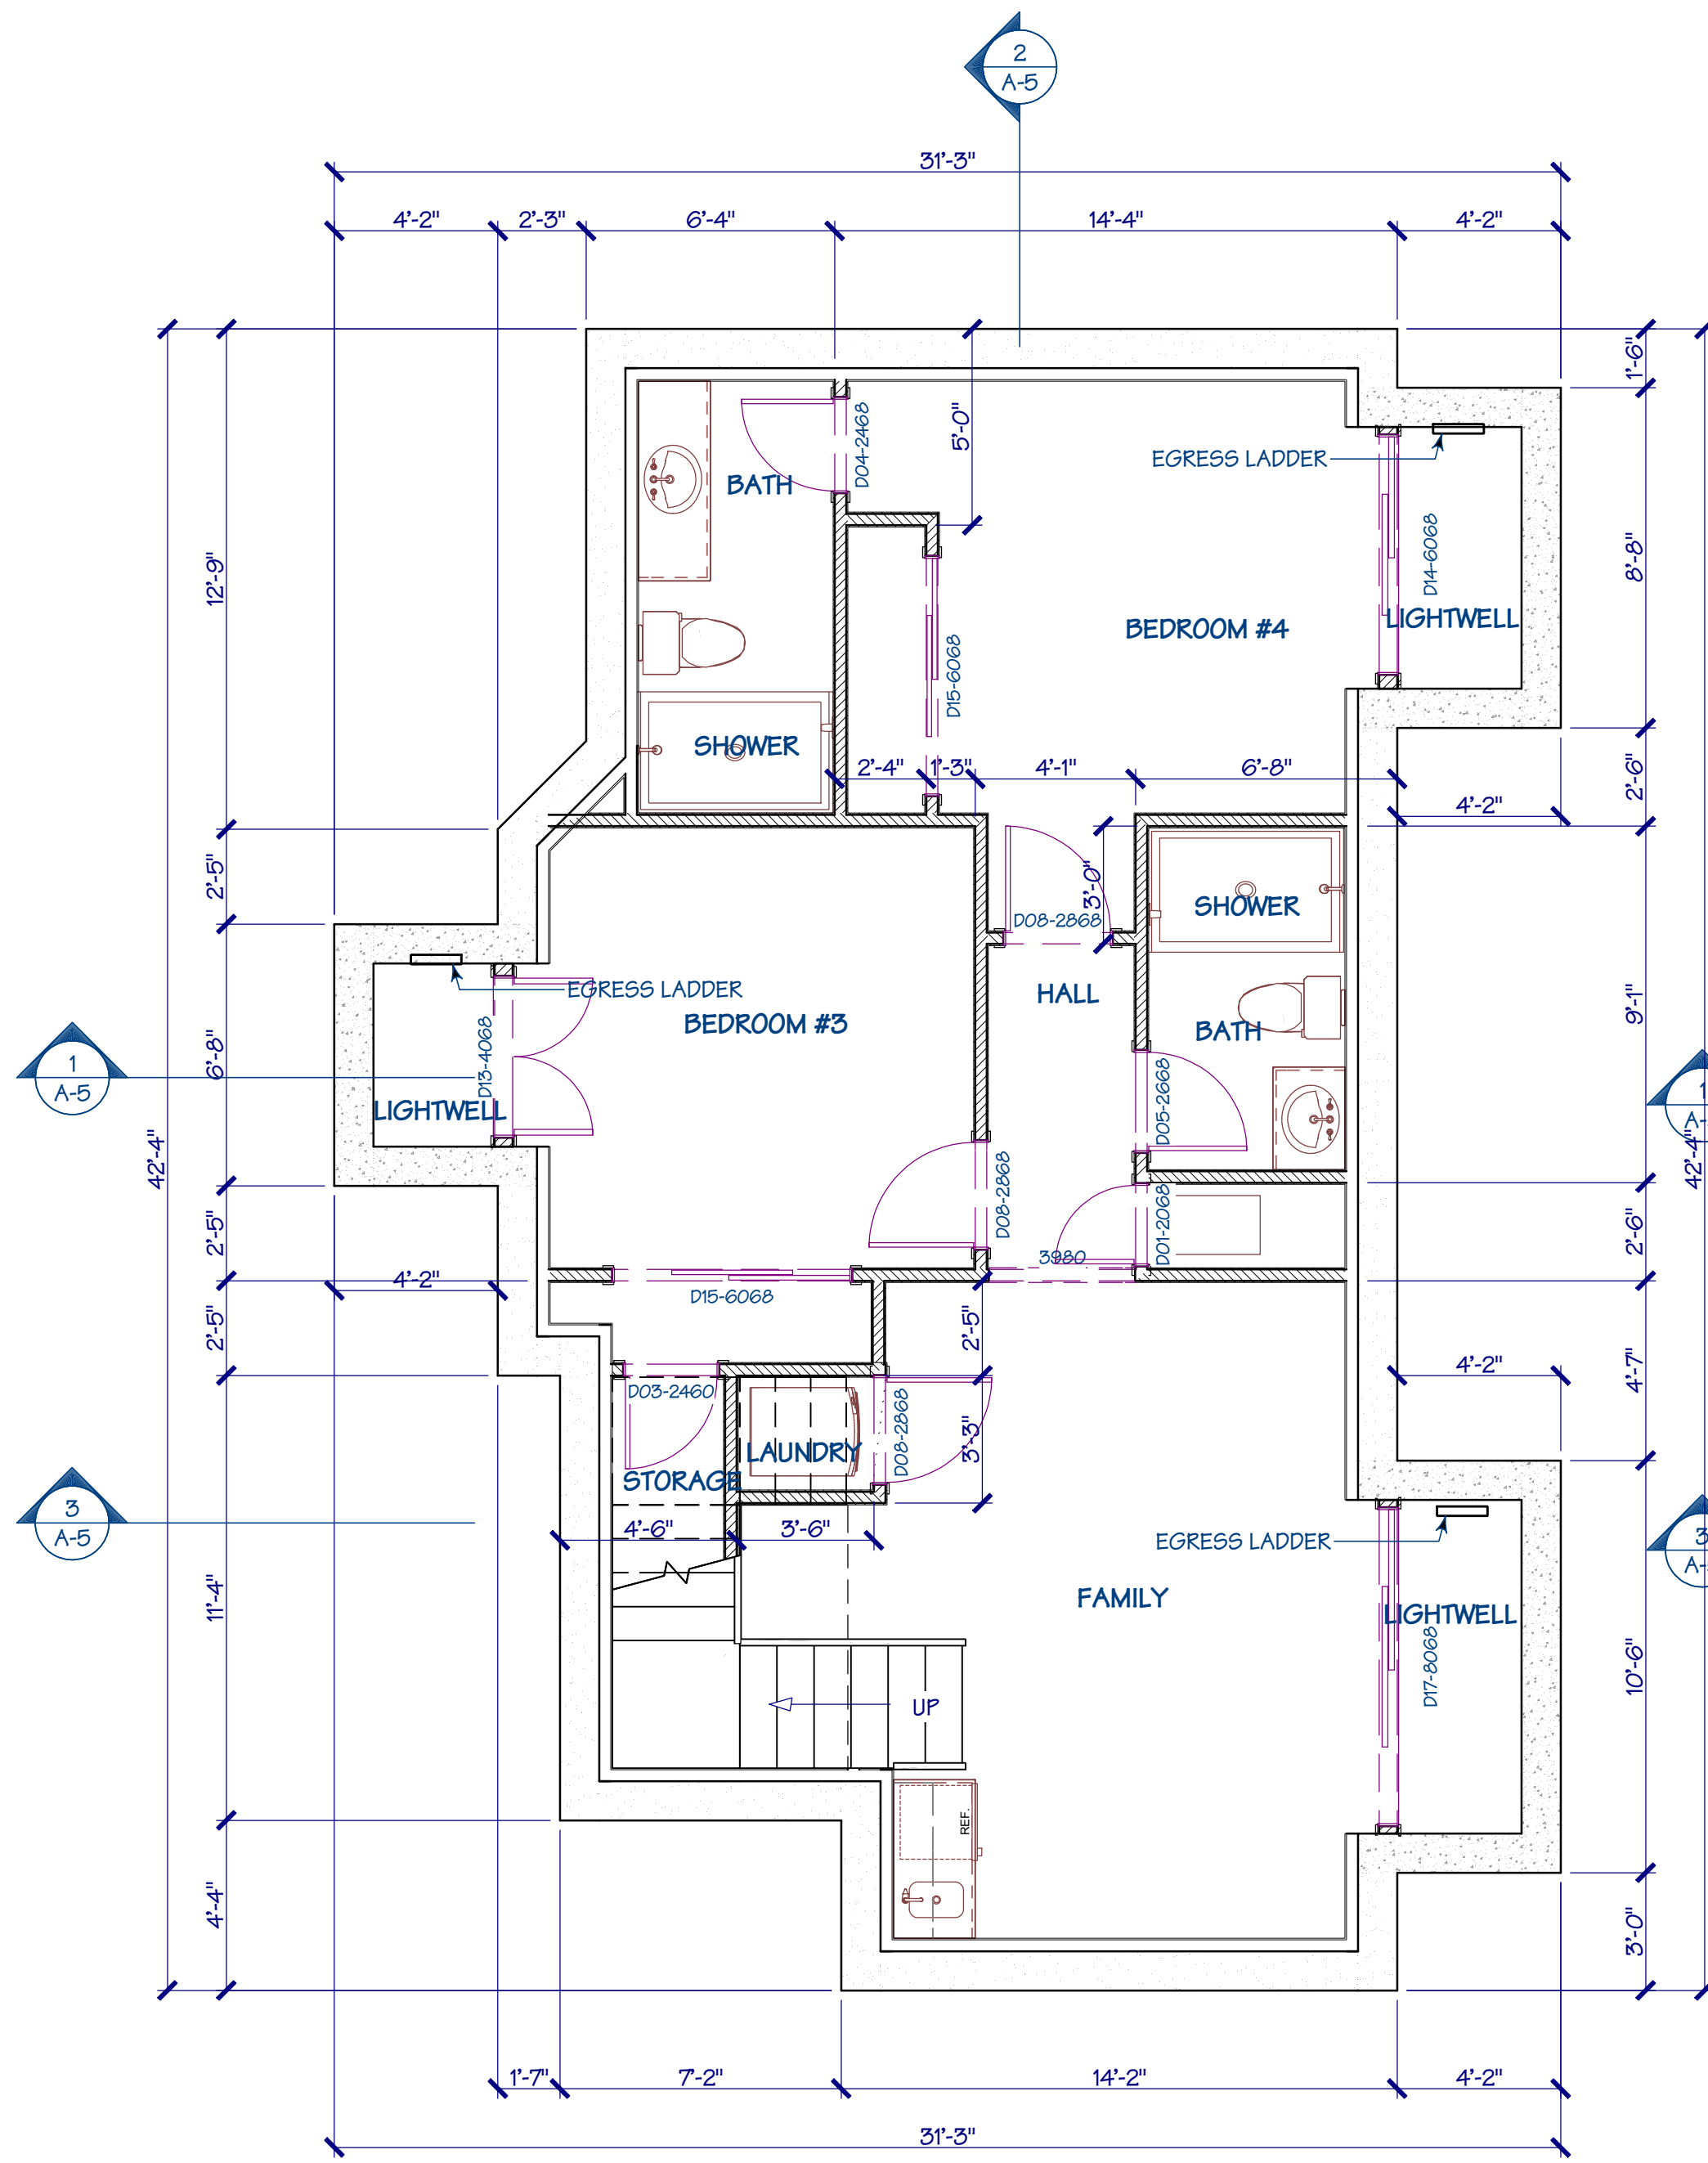 2
A-5
31'-3"
4'-2"
2'-3"
6'-4"
14'-4"
4'-2"
1'-6"
5'-0"
D04-2468
BATH
EGRESS LADDER
D14-6068
8'-8"
12'-9"
LIGHTWELL
BEDROOM #4
D15-6068
SHOWER
2'-4"
1'-3"
4'-1"
6'-8"
2'-6"
4'-2"
2'-5"
3'-0"
D08-2868
SHOWER
HALL
EGRESS LADDER
BEDROOM #3
BATH
9'-1"
1
A-5
6'-8"
D13-4068
LIGHTWELL
D05-2668
42'-4"
42'-4"
D08-2868
D01-2068
2'-5"
2'-6"
3980
4'-2"
D15-6068
2'-5"
2'-5"
4'-7"
4'-2"
D03-2460
D08-2868
LAUNDRY
3'-3"
STORAGE
3
A-5
4'-6"
3'-6"
EGRESS LADDER
FAMILY
11'-4"
LIGHTWELL
D17-8068
10'-6"
UP
REF.
4'-4"
3'-0"
1'-7"
7'-2"
14'-2"
4'-2"
31'-3"